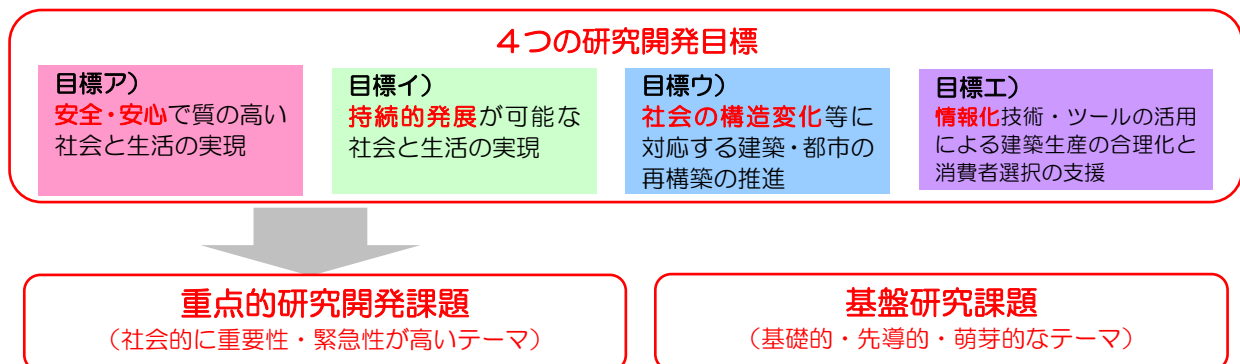 ４つの研究開発目標
目標ア）
安全・安心で質の高い
社会と生活の実現
目標イ）
持続的発展が可能な
社会と生活の実現
目標ウ）
社会の構造変化等に
対応する建築・都市の
再構築の推進
目標エ）
情報化技術・ツールの活用
による建築生産の合理化と
消費者選択の支援
重点的研究開発課題
（社会的に重要性・緊急性が高いテーマ）
基盤研究課題
（基礎的・先導的・萌芽的なテーマ）